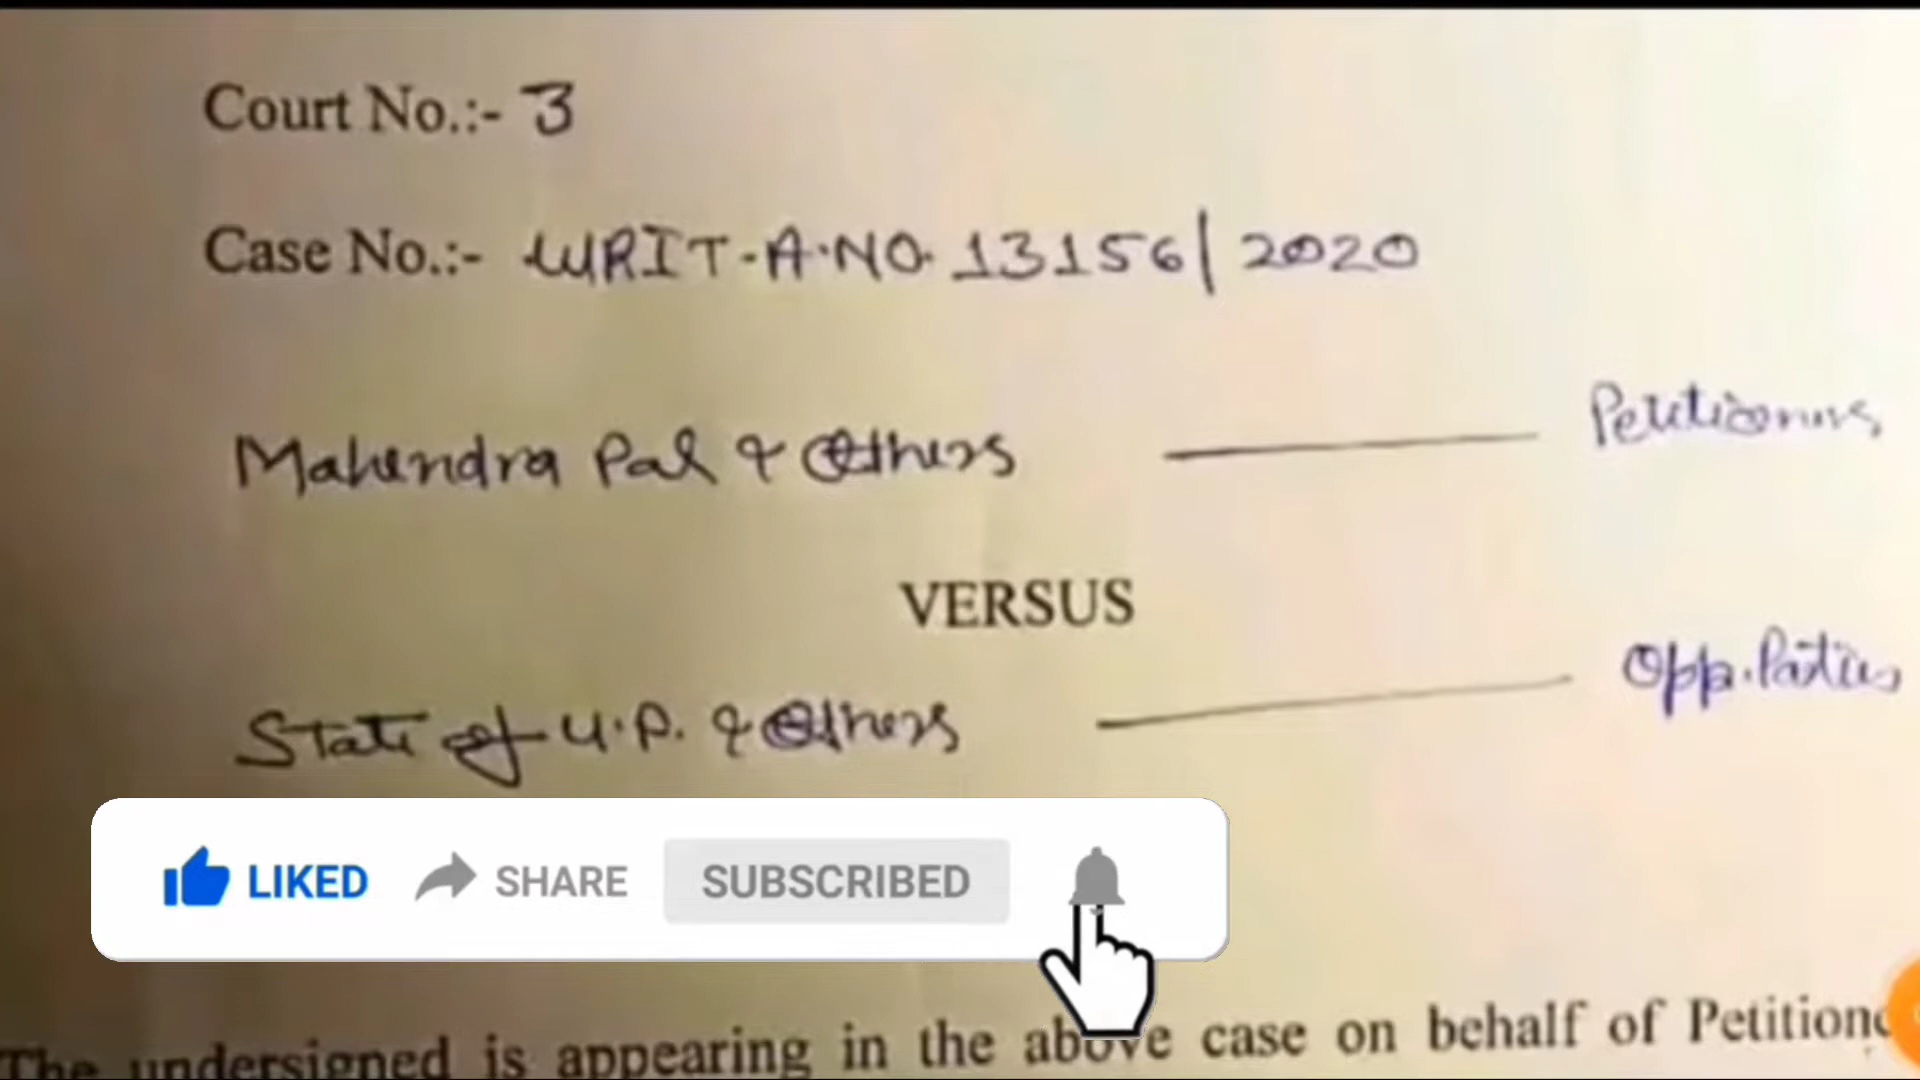 Court No.:- 3
Case No.:- WRIT-A-NO. 13156/2020
Mahendra Pal & Others Petitioners
VERSUS
State of U.P. & Others Opp. Parties
LIKED SHARE SUBSCRIBED
The undersigned is appearing in the above case on behalf of